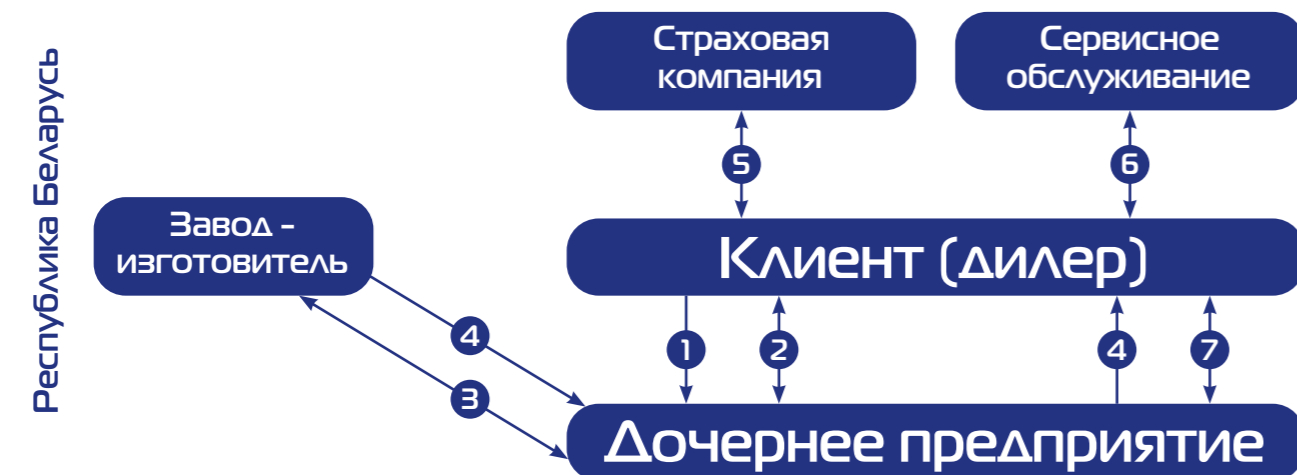 Республика Беларусь
Страховая
компания
Сервисное
обслуживание
5
6
Завод -
изготовитель
Клиент (дилер)
4
3
1
2
4
7
Дочернее предприятие